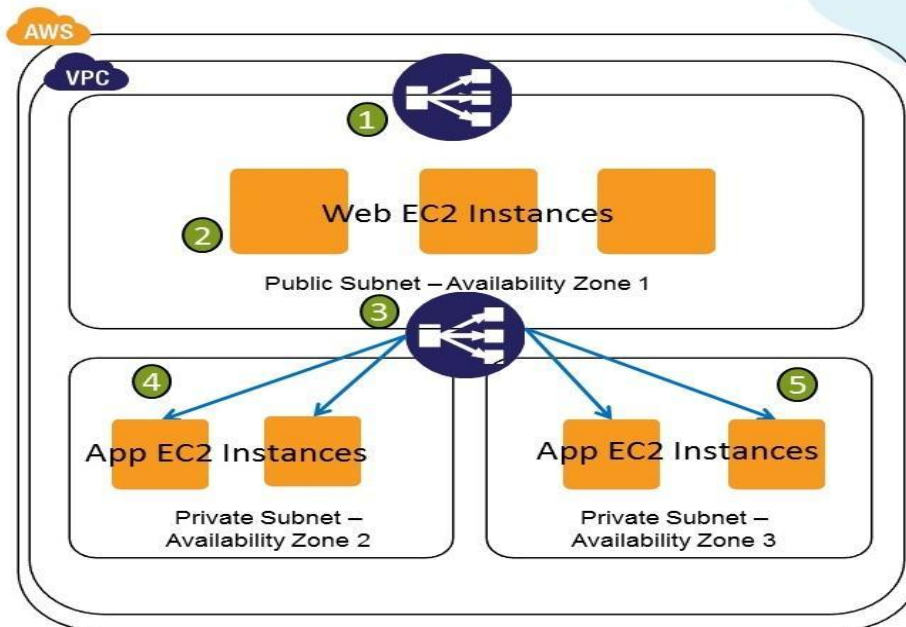 AWS
VPC
1
2
Web EC2 Instances
Public Subnet – Availability Zone 1
3
4
App EC2 Instances
Private Subnet –
Availability Zone 2
5
App EC2 Instances
Private Subnet –
Availability Zone 3